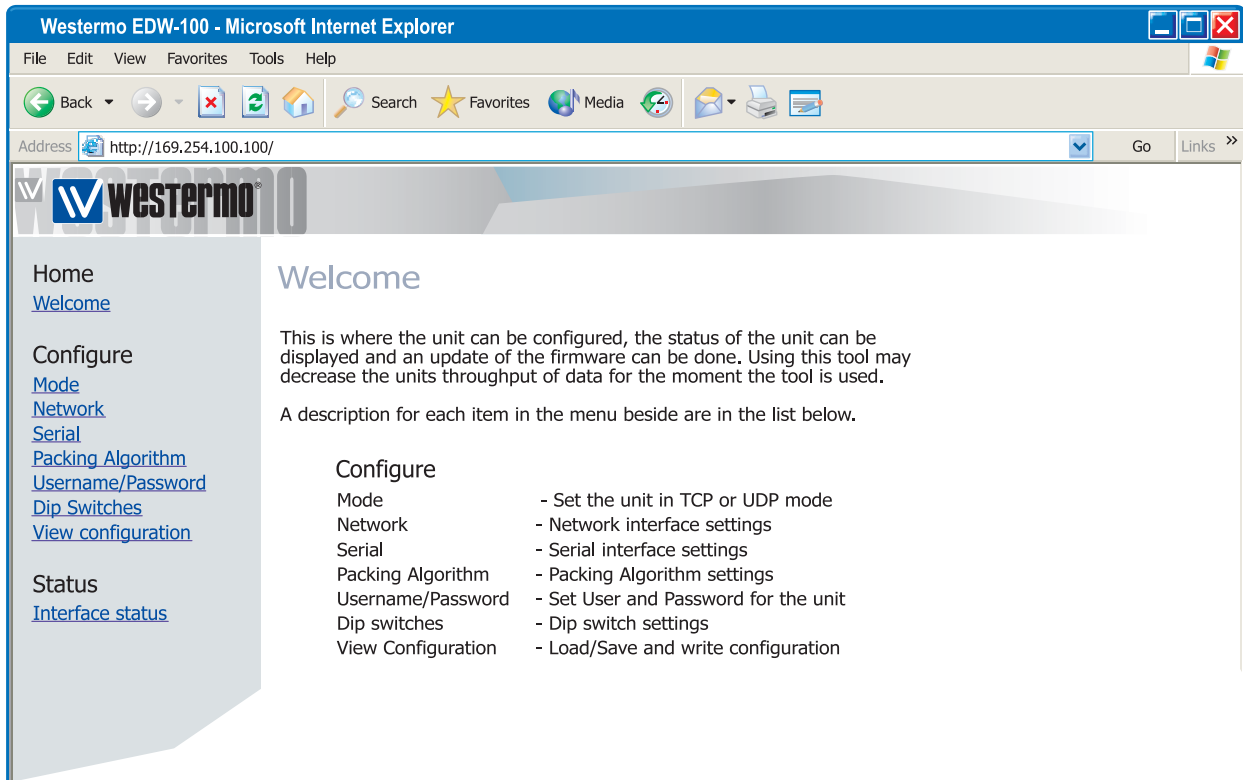 Westermo EDW-100 - Microsoft Internet Explorer
File Edit View Favorites Tools Help
Back Search Favorites Media
Address http://169.254.100.100/ Go Links »
westermo®
Home
Welcome
Configure
Mode
Network
Serial
Packing Algorithm
Username/Password
Dip Switches
View configuration
Status
Interface status
Welcome
This is where the unit can be configured, the status of the unit can be
displayed and an update of the firmware can be done. Using this tool may
decrease the units throughput of data for the moment the tool is used.
A description for each item in the menu beside are in the list below.
Configure
Mode - Set the unit in TCP or UDP mode
Network - Network interface settings
Serial - Serial interface settings
Packing Algorithm - Packing Algorithm settings
Username/Password - Set User and Password for the unit
Dip switches - Dip switch settings
View Configuration - Load/Save and write configuration